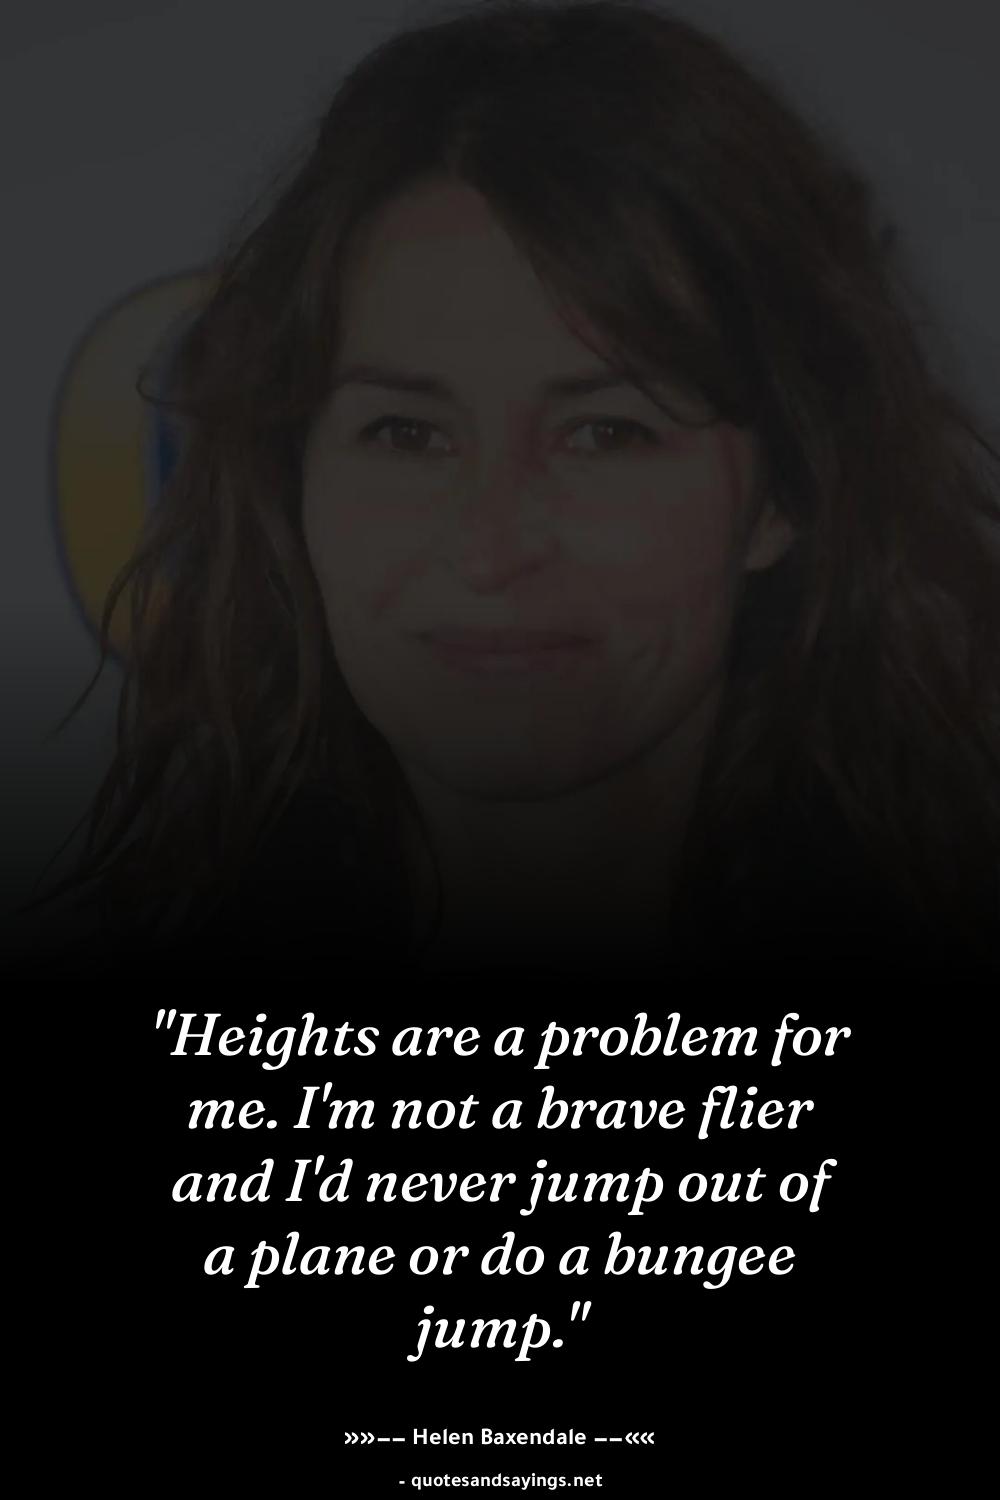 "Heights are a problem for
me. I'm not a brave flier
and I'd never jump out of
a plane or do a bungee
jump."
»»–– Helen Baxendale ––««
- quotesandsayings.net